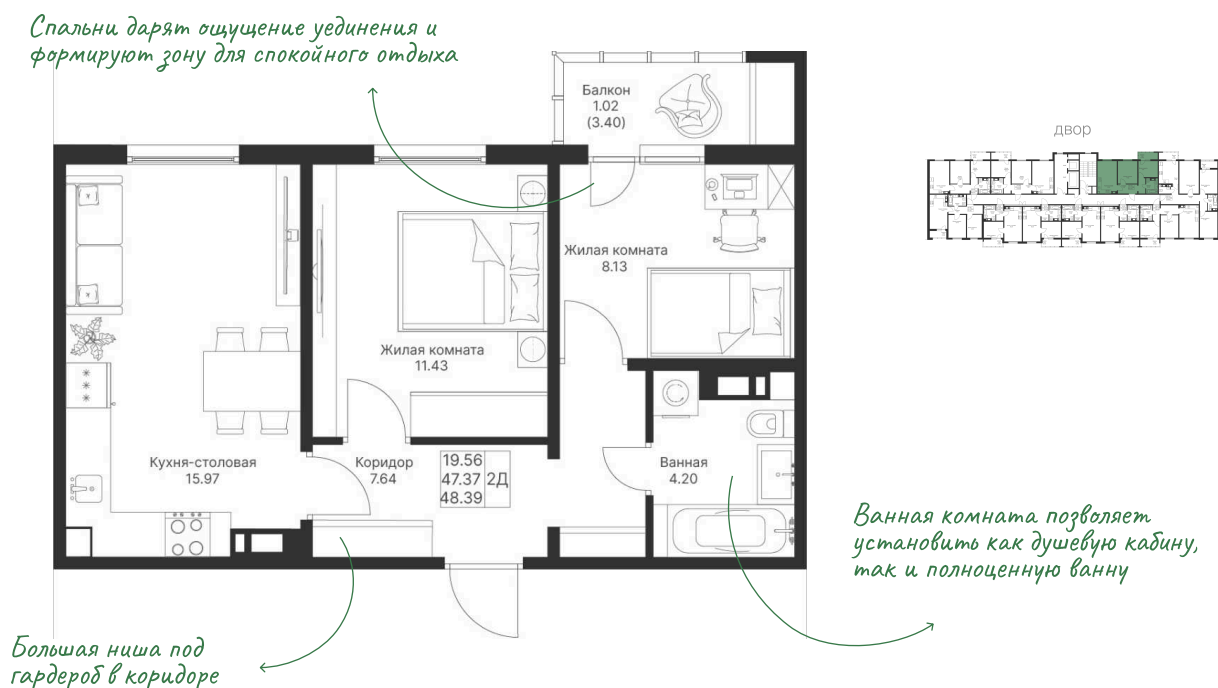 Спальни дарят ощущение уединения и
формируют зону для спокойного отдыха
Балкон
1.02
(3.40)
двор
Жилая комната
8.13
Жилая комната
11.43
Кухня-столовая
15.97
Коридор
7.64
19.56
47.37
48.39
2Д
Ванная
4.20
Ванная комната позволяет
установить как душевую кабину,
так и полноценную ванну
Большая ниша под
гардероб в коридоре